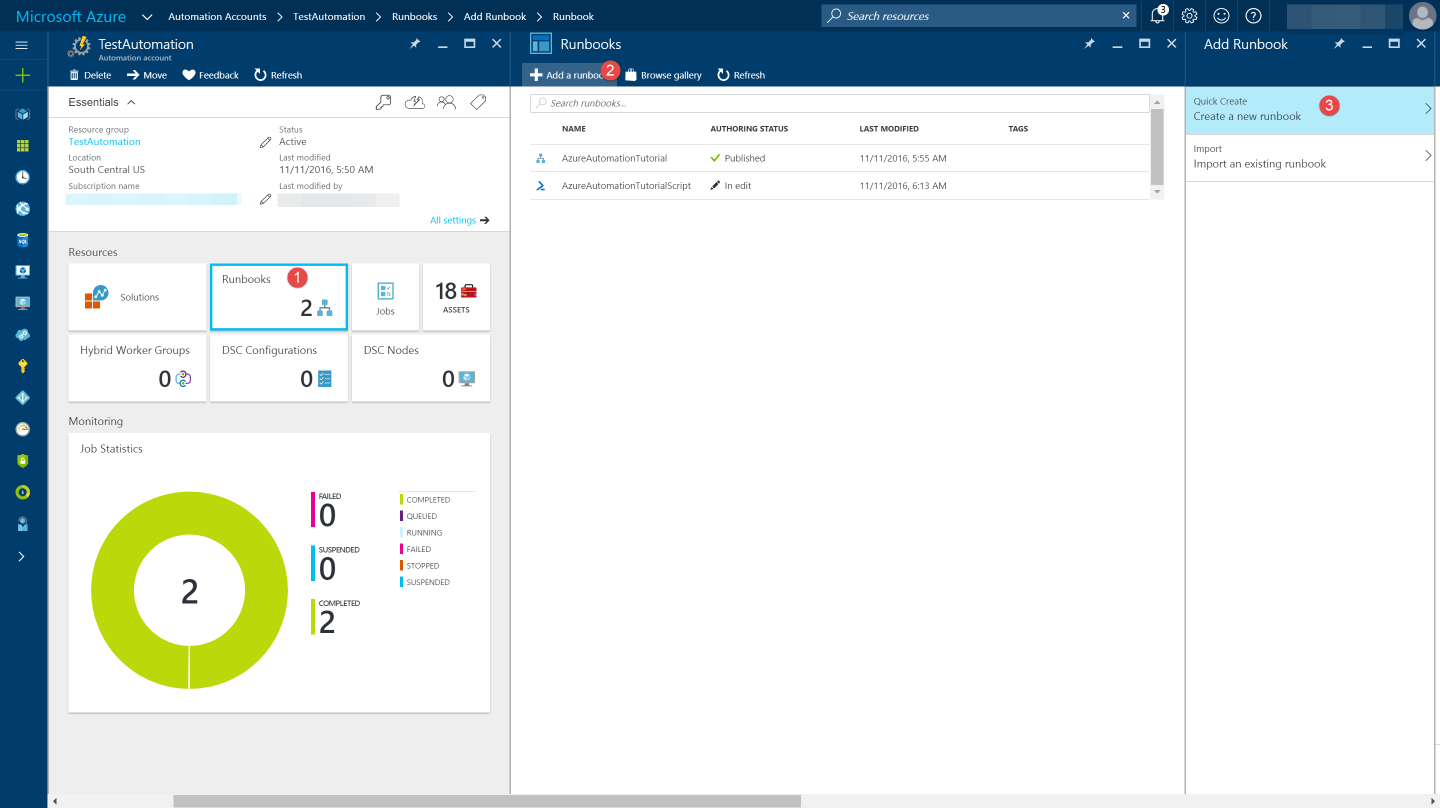 Microsoft Azure
Automation Accounts
TestAutomation
Runbooks
Add Runbook
Runbook
Search resources
3
TestAutomation
Automation account
Delete
Move
Feedback
Refresh
Essentials
Resource group
TestAutomation
Location
South Central US
Subscription name
Status
Active
Last modified
11/11/2016, 5:50 AM
Last modified by
All settings
Resources
Solutions
Runbooks
1
2
Jobs
18
ASSETS
Hybrid Worker Groups
0
DSC Configurations
0
DSC Nodes
0
Monitoring
Job Statistics
2
FAILED
0
SUSPENDED
0
COMPLETED
2
COMPLETED
QUEUED
RUNNING
FAILED
STOPPED
SUSPENDED
Runbooks
Add a runboo
2
Browse gallery
Refresh
Search runbooks...
NAME AUTHORING STATUS LAST MODIFIED TAGS
AzureAutomationTutorial Published 11/11/2016, 5:55 AM
AzureAutomationTutorialScript In edit 11/11/2016, 6:13 AM
Add Runbook
Quick Create
Create a new runbook
3
Import
Import an existing runbook